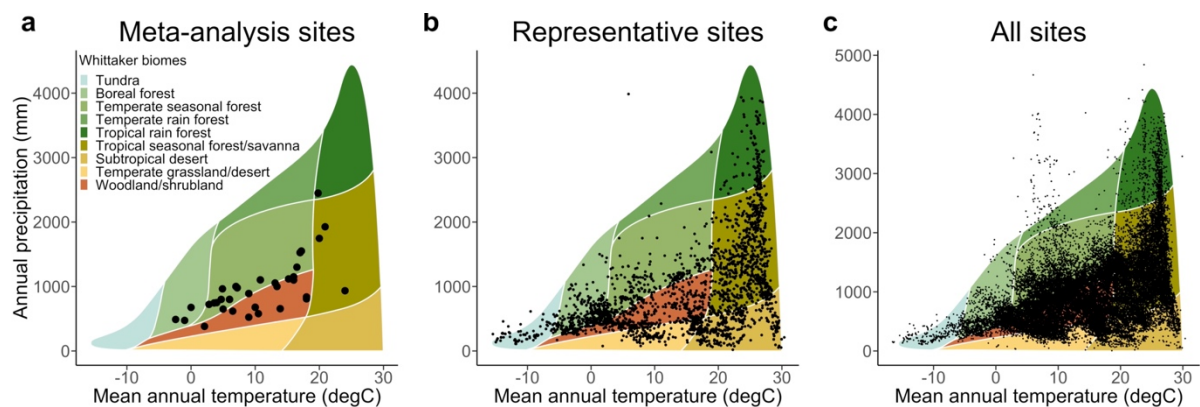 a Meta-analysis sites
Whittaker biomes
Tundra
Boreal forest
Temperate seasonal forest
Temperate rain forest
Tropical rain forest
Tropical seasonal forest/savanna
Subtropical desert
Temperate grassland/desert
Woodland/shrubland
Annual precipitation (mm)
4000
3000
2000
1000
0
-10 0 10 20 30
Mean annual temperature (degC)
b Representative sites
4000
3000
2000
1000
0
-10 0 10 20 30
Mean annual temperature (degC)
c All sites
5000
4000
3000
2000
1000
0
-10 0 10 20 30
Mean annual temperature (degC)